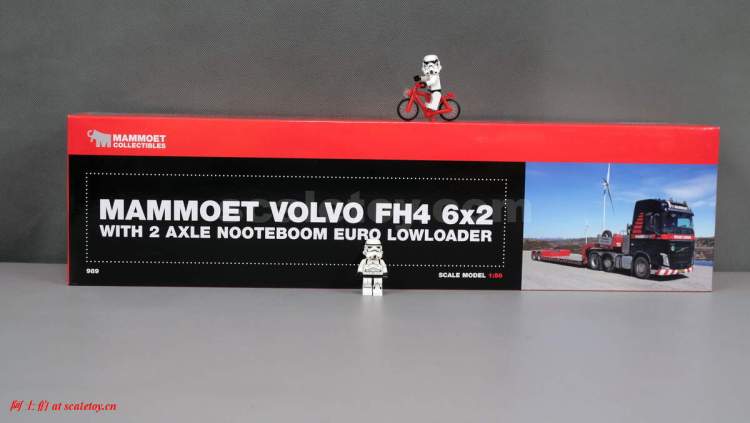 MAMMOET
COLLECTIBLES
MAMMOET VOLVO FH4 6x2
WITH 2 AXLE NOOTEBOOM EURO LOWLOADER
989
SCALE MODEL 1:50
阿土伯 at scaletoy.cn